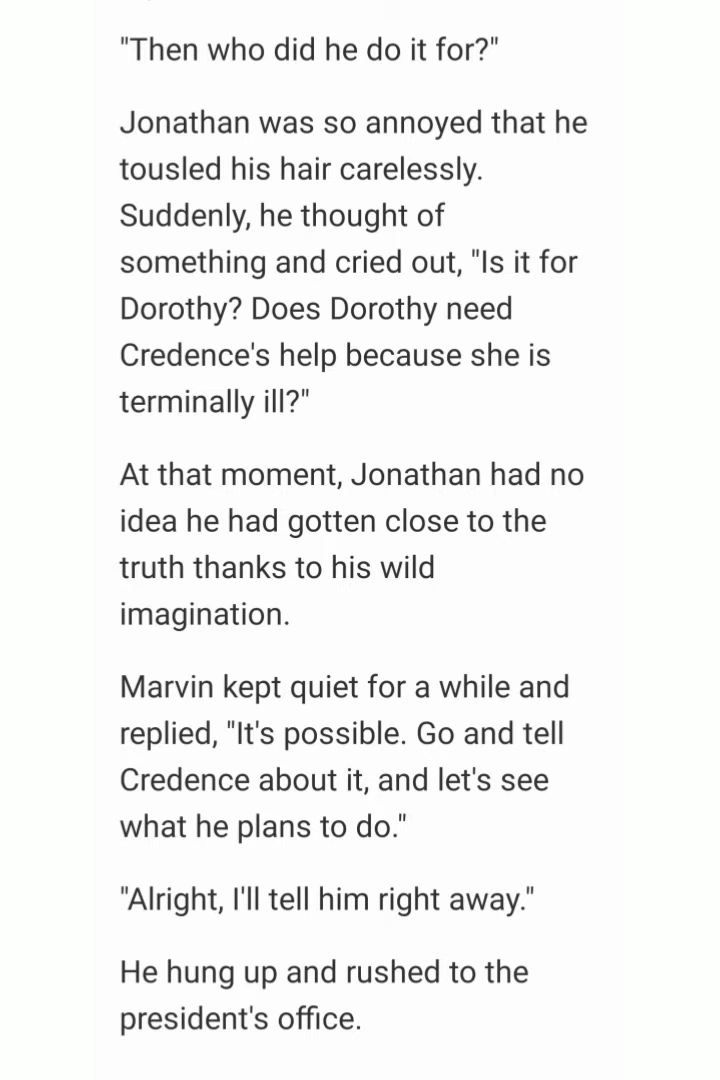 "Then who did he do it for?"
Jonathan was so annoyed that he
tousled his hair carelessly.
Suddenly, he thought of
something and cried out, "Is it for
Dorothy? Does Dorothy need
Credence's help because she is
terminally ill?"
At that moment, Jonathan had no
idea he had gotten close to the
truth thanks to his wild
imagination.
Marvin kept quiet for a while and
replied, "It's possible. Go and tell
Credence about it, and let's see
what he plans to do."
"Alright, I'll tell him right away."
He hung up and rushed to the
president's office.